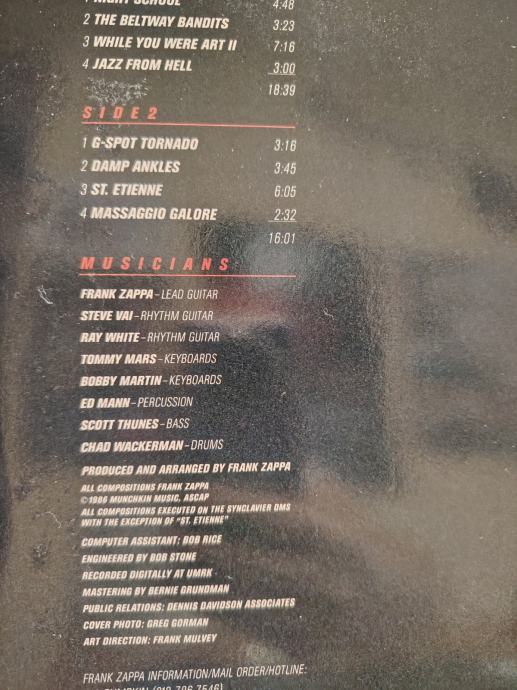 1 NIGHT SCHOOL 4:48
2 THE BELTWAY BANDITS 3:23
3 WHILE YOU WERE ART II 7:16
4 JAZZ FROM HELL 3:00
18:39
SIDE 2
1 G-SPOT TORNADO 3:16
2 DAMP ANKLES 3:45
3 ST. ETIENNE 6:05
4 MASSAGGIO GALORE 2:32
16:01
MUSICIANS
FRANK ZAPPA–LEAD GUITAR
STEVE VAI–RHYTHM GUITAR
RAY WHITE–RHYTHM GUITAR
TOMMY MARS–KEYBOARDS
BOBBY MARTIN–KEYBOARDS
ED MANN–PERCUSSION
SCOTT THUNES–BASS
CHAD WACKERMAN–DRUMS
PRODUCED AND ARRANGED BY FRANK ZAPPA
ALL COMPOSITIONS FRANK ZAPPA
©1986 MUNCHKIN MUSIC, ASCAP
ALL COMPOSITIONS EXECUTED ON THE SYNCLAVIER DMS
WITH THE EXCEPTION OF "ST. ETIENNE"
COMPUTER ASSISTANT: BOB RICE
ENGINEERED BY BOB STONE
RECORDED DIGITALLY AT UMRK
MASTERING BY BERNIE GRUNDMAN
PUBLIC RELATIONS: DENNIS DAVIDSON ASSOCIATES
COVER PHOTO: GREG GORMAN
ART DIRECTION: FRANK MULVEY
FRANK ZAPPA INFORMATION/MAIL ORDER/HOTLINE: